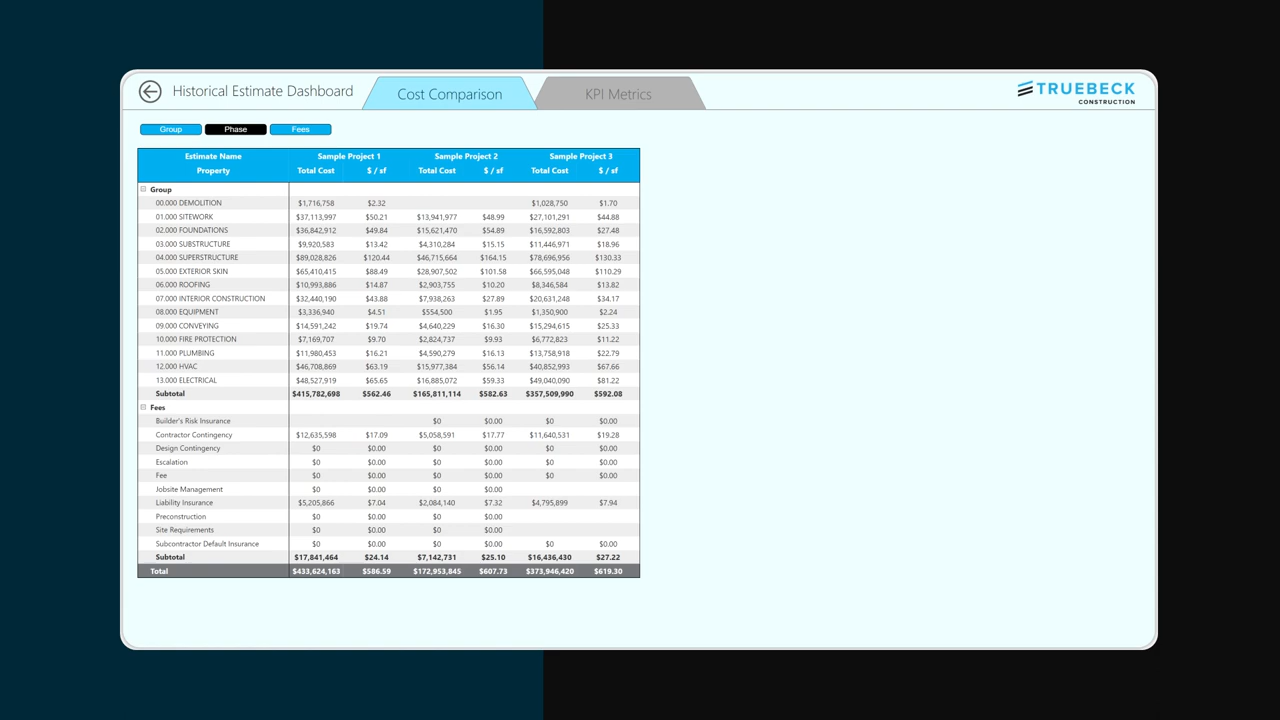 Historical Estimate Dashboard
Cost Comparison
KPI Metrics
TRUEBECK
CONSTRUCTION
Group Phase Fees
Estimate Name Sample Project 1 Sample Project 2 Sample Project 3
Property Total Cost $ / sf Total Cost $ / sf Total Cost $ / sf
Group
00.000 DEMOLITION $1,716,758 $2.32 $1,028,750 $1.70
01.000 SITEWORK $37,113,997 $50.21 $13,941,977 $48.99 $27,101,291 $44.88
02.000 FOUNDATIONS $36,842,912 $49.84 $15,621,470 $54.89 $16,592,803 $27.48
03.000 SUBSTRUCTURE $9,920,583 $13.42 $4,310,284 $15.15 $11,446,971 $18.96
04.000 SUPERSTRUCTURE $89,028,826 $120.44 $46,715,664 $164.15 $78,696,956 $130.33
05.000 EXTERIOR SKIN $65,410,415 $88.49 $28,907,502 $101.58 $66,595,048 $110.29
06.000 ROOFING $10,993,886 $14.87 $2,903,755 $10.20 $8,346,584 $13.82
07.000 INTERIOR CONSTRUCTION $32,440,190 $43.88 $7,938,263 $27.89 $20,631,248 $34.17
08.000 EQUIPMENT $3,336,940 $4.51 $554,500 $1.95 $1,350,900 $2.24
09.000 CONVEYING $14,591,242 $19.74 $4,640,229 $16.30 $15,294,615 $25.33
10.000 FIRE PROTECTION $7,169,707 $9.70 $2,824,737 $9.93 $6,772,823 $11.22
11.000 PLUMBING $11,980,453 $16.21 $4,590,279 $16.13 $13,758,918 $22.79
12.000 HVAC $46,708,869 $63.19 $15,977,384 $56.14 $40,852,993 $67.66
13.000 ELECTRICAL $48,527,919 $65.65 $16,885,072 $59.33 $49,040,090 $81.22
Subtotal $415,782,698 $562.46 $165,811,114 $582.63 $357,509,990 $592.08
Fees
Builder's Risk Insurance $0 $0.00 $0 $0.00
Contractor Contingency $12,635,598 $17.09 $5,058,591 $17.77 $11,640,531 $19.28
Design Contingency $0 $0.00 $0 $0.00 $0 $0.00
Escalation $0 $0.00 $0 $0.00 $0 $0.00
Fee $0 $0.00 $0 $0.00 $0 $0.00
Jobsite Management $0 $0.00 $0 $0.00
Liability Insurance $5,205,866 $7.04 $2,084,140 $7.32 $4,795,899 $7.94
Preconstruction $0 $0.00 $0 $0.00
Site Requirements $0 $0.00 $0 $0.00
Subcontractor Default Insurance $0 $0.00 $0 $0.00 $0 $0.00
Subtotal $17,841,464 $24.14 $7,142,731 $25.10 $16,436,430 $27.22
Total $433,624,163 $586.59 $172,953,845 $607.73 $373,946,420 $619.30